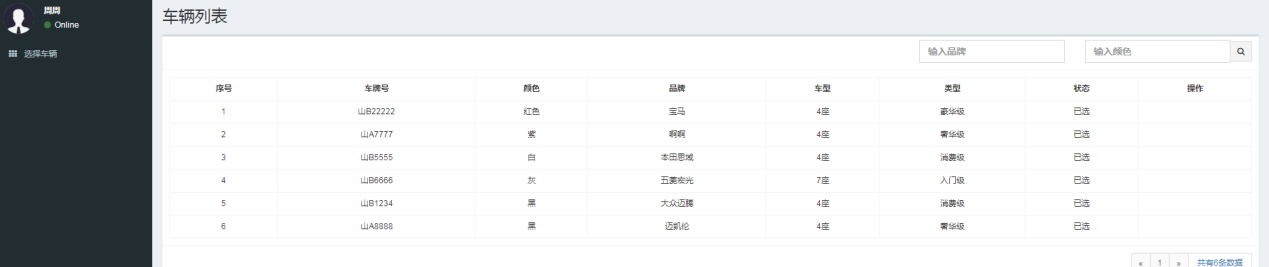 周周
Online
选择车辆
车辆列表
输入品牌 输入颜色
序号 车牌号 颜色 品牌 车型 类型 状态 操作
1 山B22222 红色 宝马 4座 豪华级 已选
2 山A7777 紫 啊啊 4座 奢华级 已选
3 山B5555 白 本田思域 4座 消费级 已选
4 山B6666 灰 五菱宏光 7座 入门级 已选
5 山B1234 黑 大众迈腾 4座 消费级 已选
6 山A8888 黑 迈凯伦 4座 奢华级 已选
« 1 » 共有6条数据